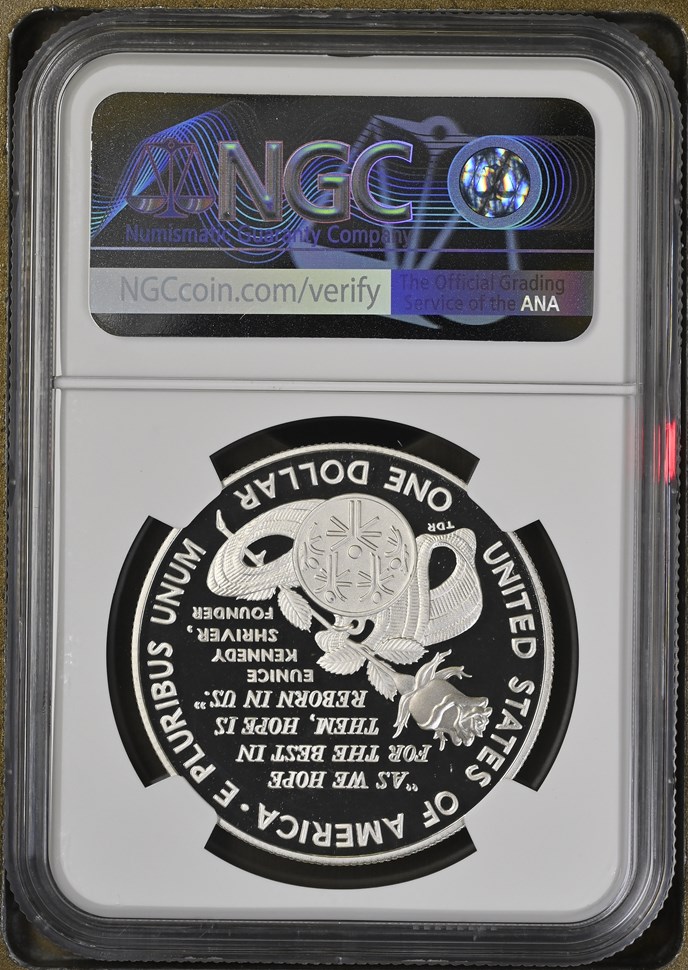 NGC
Numismatic Guaranty Company
NGCcoin.com/verify
The Official Grading
Service of the ANA
UNITED STATES OF AMERICA • E PLURIBUS UNUM
"AS WE HOPE
FOR THE BEST IN
THEM, HOPE IS
REBORN IN US."
EUNICE
KENNEDY
SHRIVER,
FOUNDER
TDR
ONE DOLLAR